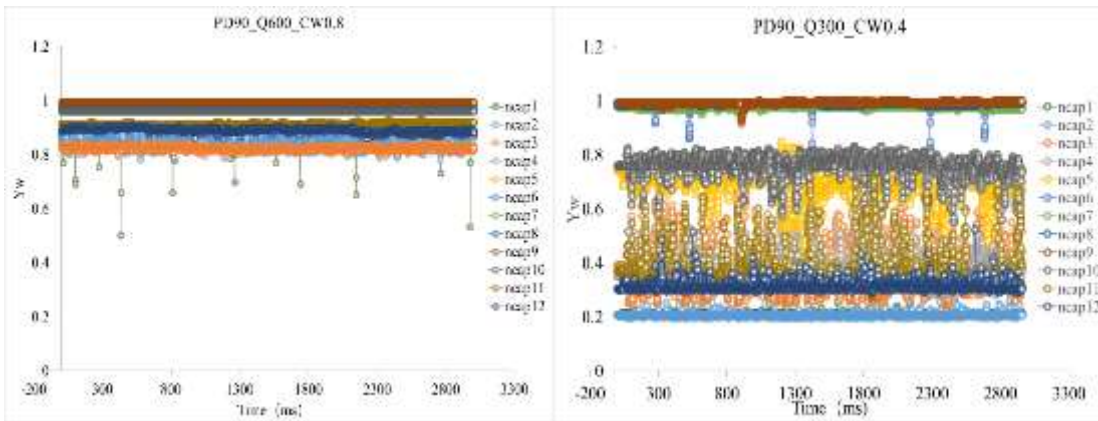 PD90_Q600_CW0.8
1.2
1
0.8
0.6
0.4
0.2
0
Yw
-200
300
800
1300
1800
2300
2800
3300
Time (ms)
ncap1
ncap2
ncap3
ncap4
ncap5
ncap6
ncap7
ncap8
ncap9
ncap10
ncap11
ncap12
PD90_Q300_CW0.4
1.2
1
0.8
0.6
0.4
0.2
0
Yw
-200
300
800
1300
1800
2300
2800
3300
Time (ms)
ncap1
ncap2
ncap3
ncap4
ncap5
ncap6
ncap7
ncap8
ncap9
ncap10
ncap11
ncap12